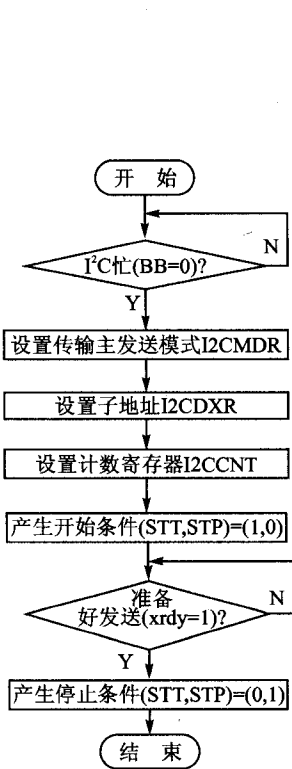 开 始
I²C忙(BB=0)?
N
Y
设置传输主发送模式I2CMDR
设置子地址I2CDXR
设置计数寄存器I2CCNT
产生开始条件(STT,STP)=(1,0)
准备
好发送(xrdy=1)?
N
Y
产生停止条件(STT,STP)=(0,1)
结 束